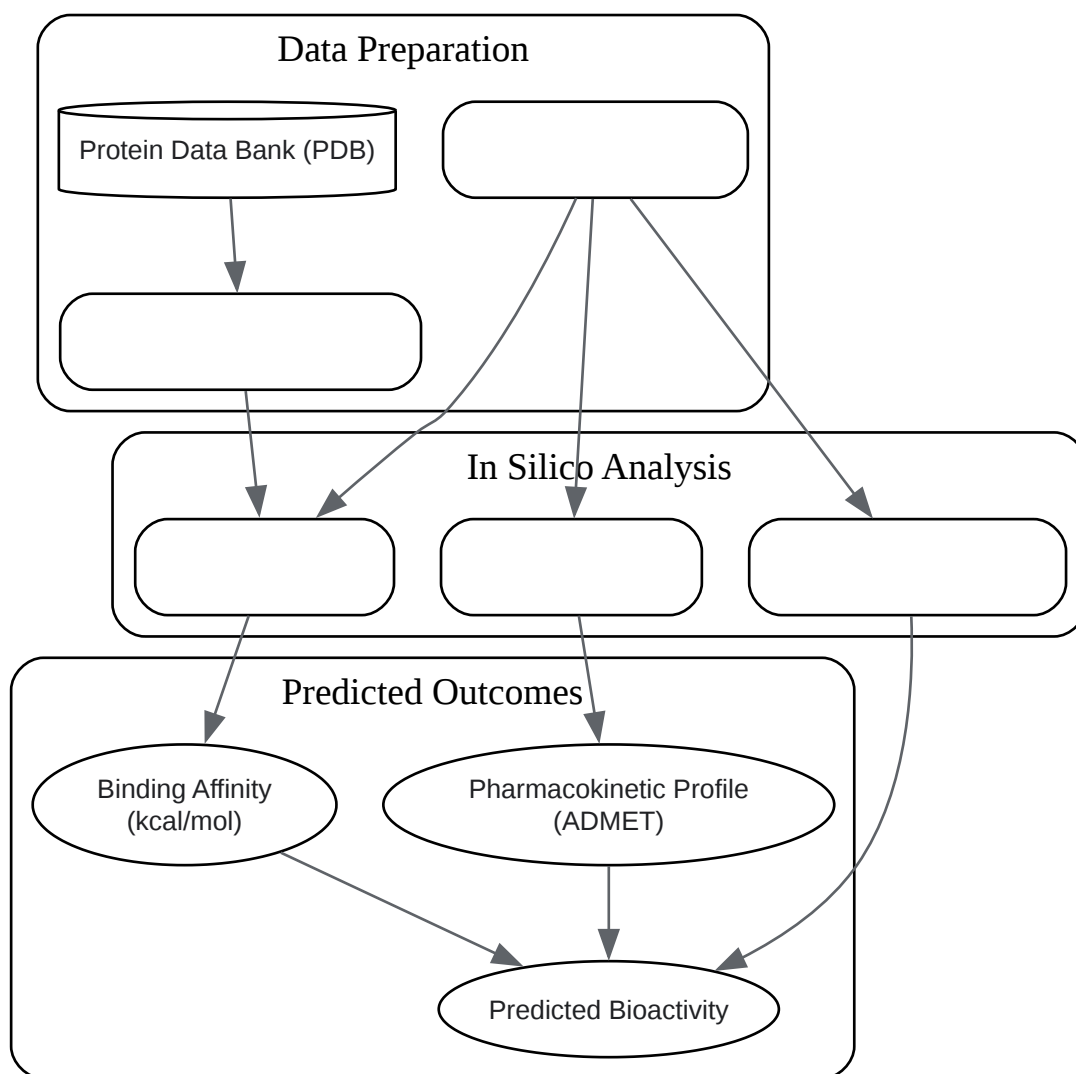 Data Preparation
Protein Data Bank (PDB)
In Silico Analysis
Predicted Outcomes
Binding Affinity
(kcal/mol)
Pharmacokinetic Profile
(ADMET)
Predicted Bioactivity